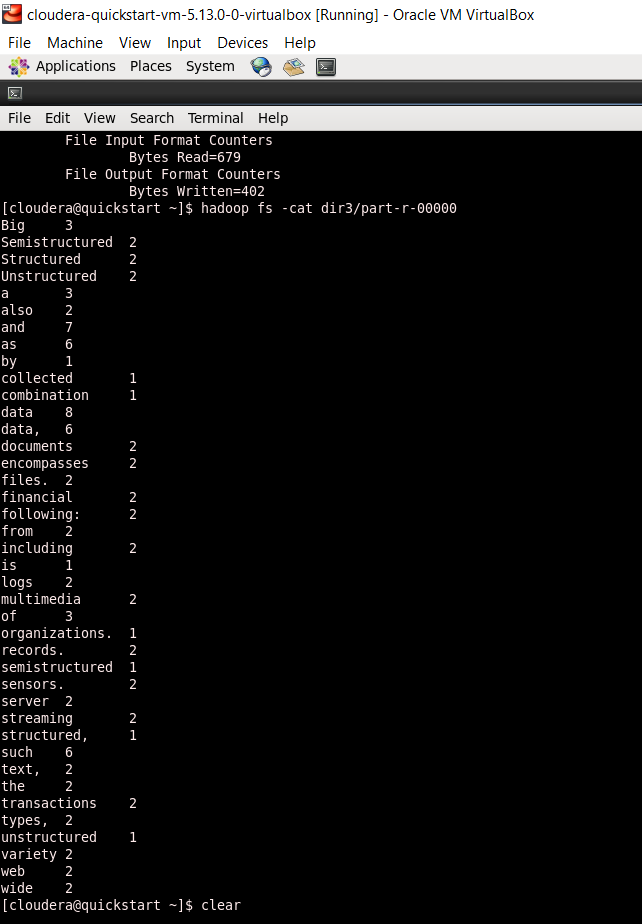 cloudera-quickstart-vm-5.13.0-0-virtualbox [Running] - Oracle VM VirtualBox
File Machine View Input Devices Help
Applications Places System
File Edit View Search Terminal Help
File Input Format Counters
Bytes Read=679
File Output Format Counters
Bytes Written=402
[cloudera@quickstart ~]$ hadoop fs -cat dir3/part-r-00000
Big 3
Semistructured 2
Structured 2
Unstructured 2
a 3
also 2
and 7
as 6
by 1
collected 1
combination 1
data 8
data, 6
documents 2
encompasses 2
files. 2
financial 2
following: 2
from 2
including 2
is 1
logs 2
multimedia 2
of 3
organizations. 1
records. 2
semistructured 1
sensors. 2
server 2
streaming 2
structured, 1
such 6
text, 2
the 2
transactions 2
types, 2
unstructured 1
variety 2
web 2
wide 2
[cloudera@quickstart ~]$ clear